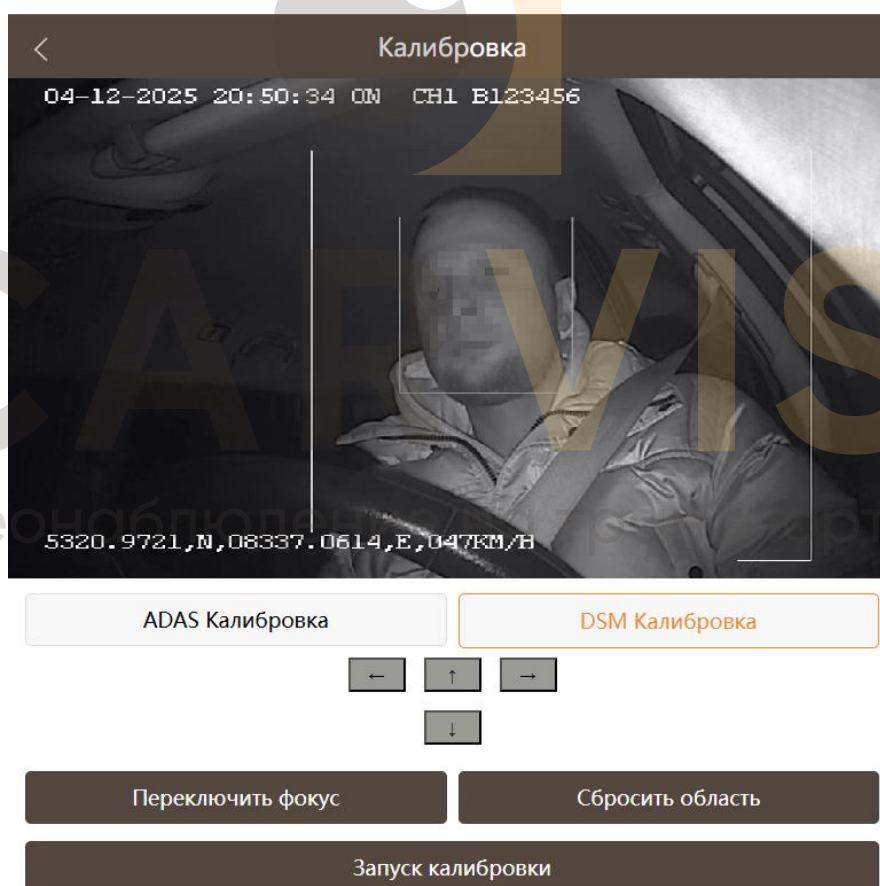 Калибровка
04-12-2025 20:50:34 ON CH1 B123456
CARVIS
5320.9721,N,08337.0614,E,047KM/H
ADAS Калибровка
DSM Калибровка
← ↑ →
↓
Переключить фокус
Сбросить область
Запуск калибровки